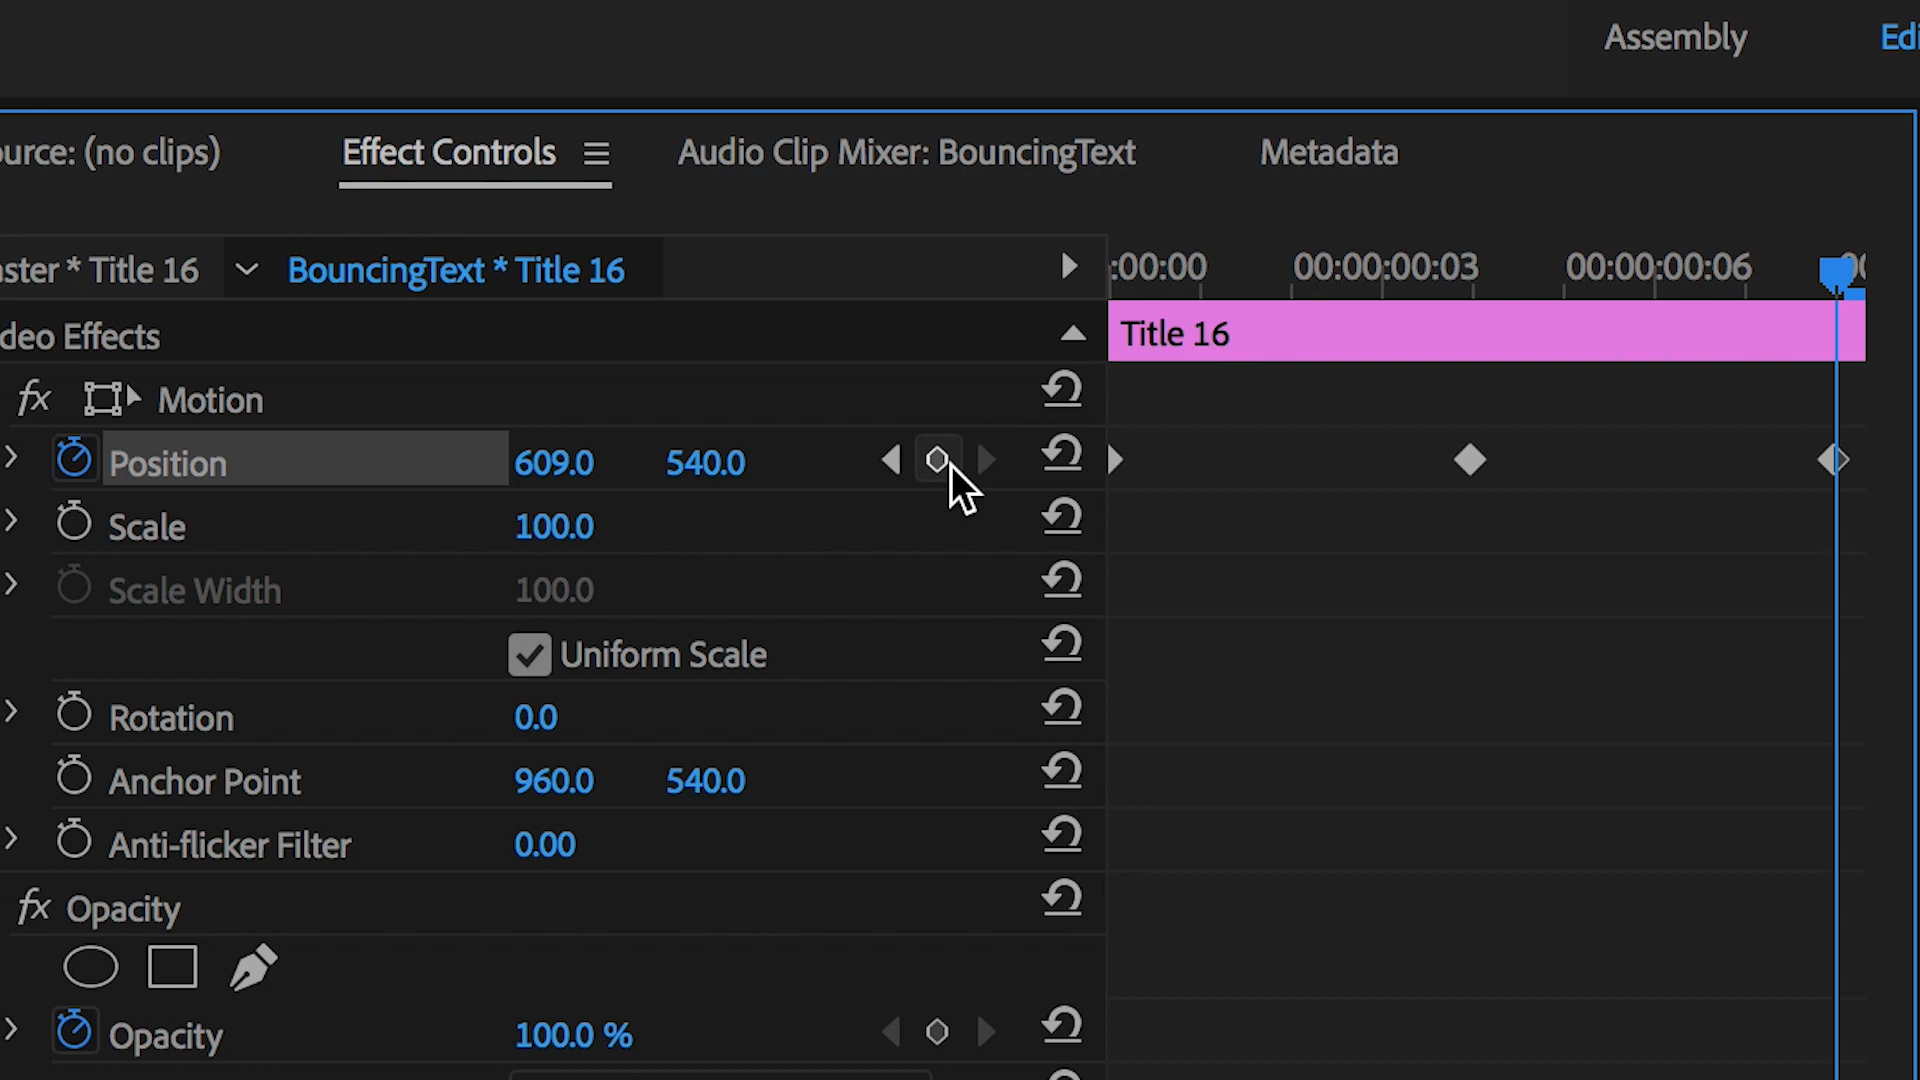 Assembly
Edi
ource: (no clips)
Effect Controls
Audio Clip Mixer: BouncingText
Metadata
aster * Title 16
BouncingText * Title 16
:00:00
00:00:00:03
00:00:00:06
00
deo Effects
Title 16
fx Motion
Position 609.0 540.0
Scale 100.0
Scale Width 100.0
Uniform Scale
Rotation 0.0
Anchor Point 960.0 540.0
Anti-flicker Filter 0.00
fx Opacity
Opacity 100.0 %